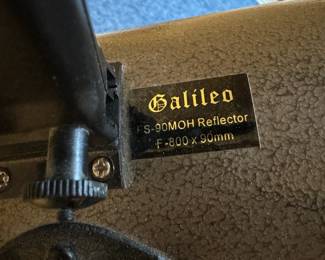 Galileo
FS-90MOH Reflector
F-800 x 90mm